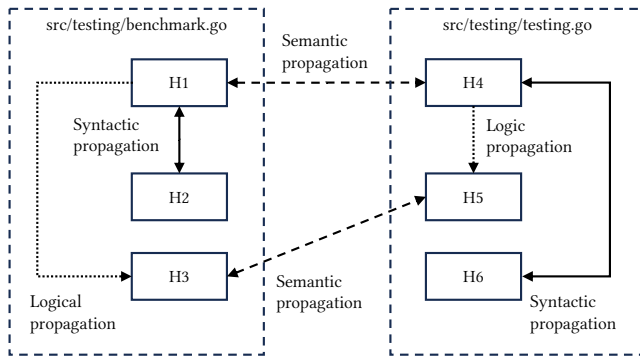 src/testing/benchmark.go
src/testing/testing.go
Semantic
propagation
H1
H4
Syntactic
propagation
Logic
propagation
H2
H5
H3
H6
Logical
propagation
Semantic
propagation
Syntactic
propagation